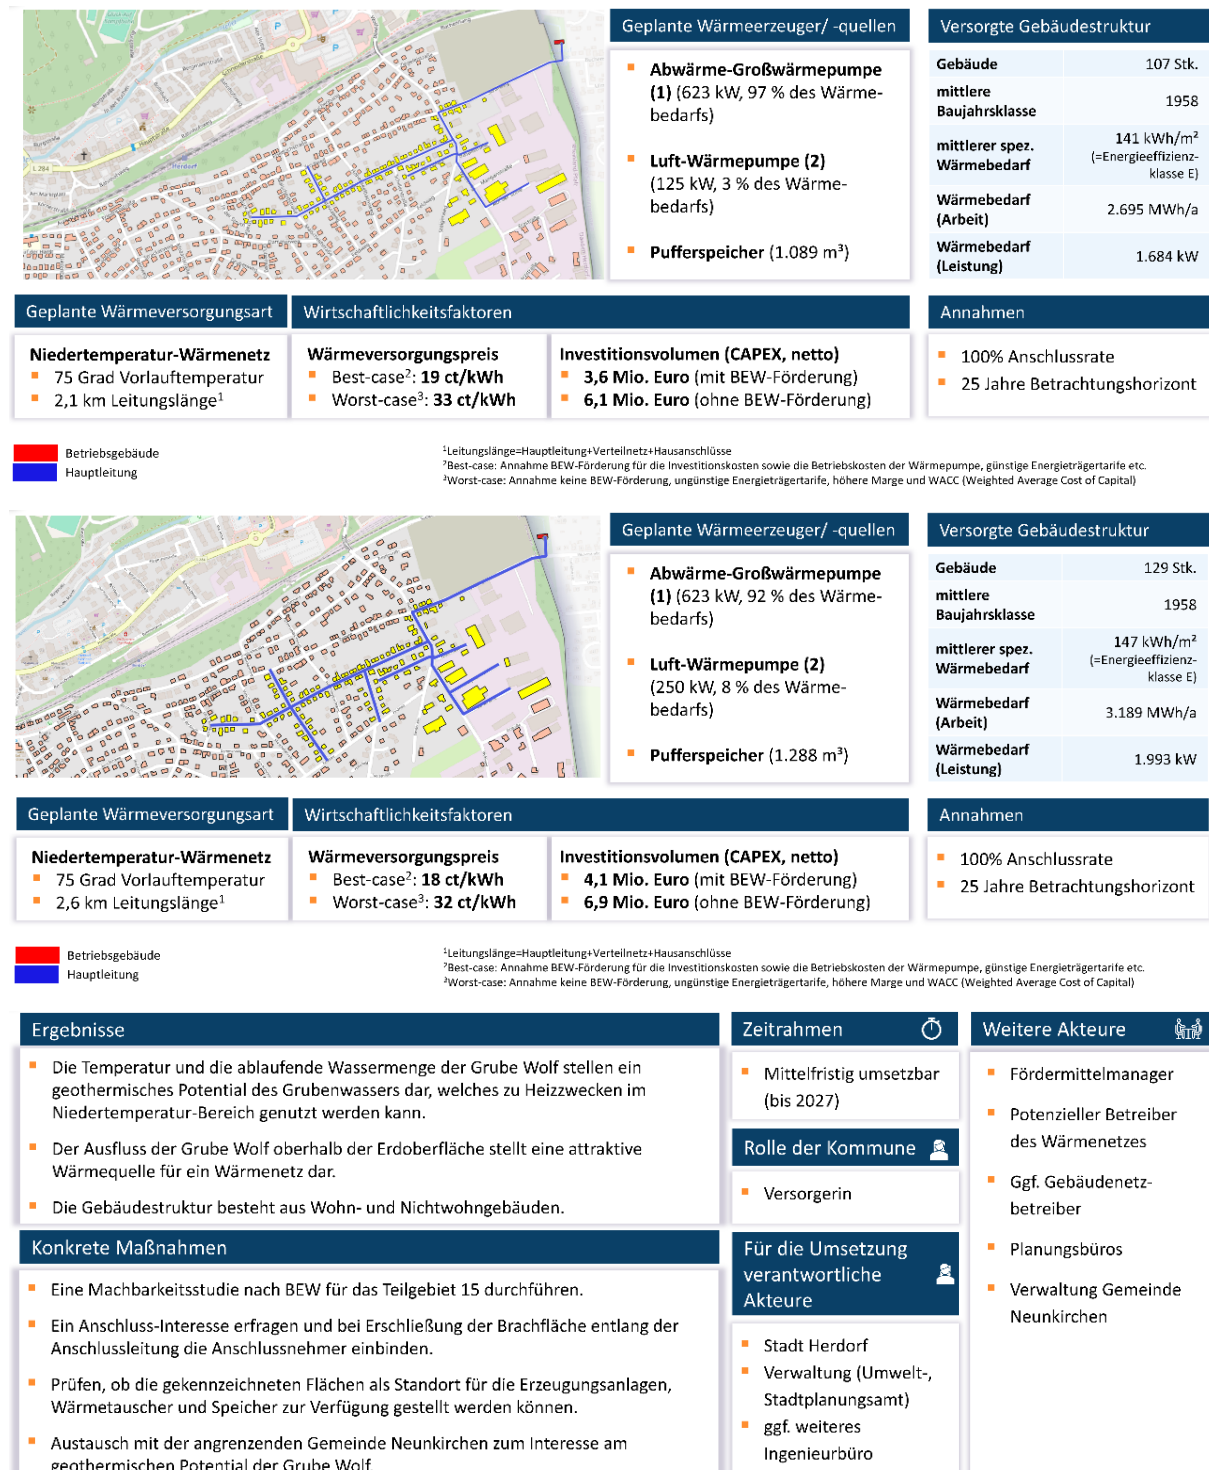 Geplante Wärmeerzeuger/ -quellen
Abwärme-Großwärmepumpe
(1) (623 kW, 97 % des Wärme-
bedarfs)
Luft-Wärmepumpe (2)
(125 kW, 3 % des Wärme-
bedarfs)
Pufferspeicher (1.089 m³)
Versorgte Gebäudestruktur
Gebäude 107 Stk.
mittlere
Baujahrsklasse 1958
mittlerer spez.
Wärmebedarf 141 kWh/m²
(=Energieeffizienz-
klasse E)
Wärmebedarf
(Arbeit) 2.695 MWh/a
Wärmebedarf
(Leistung) 1.684 kW
Geplante Wärmeversorgungsart
Niedertemperatur-Wärmenetz
75 Grad Vorlauftemperatur
2,1 km Leitungslänge¹
Wirtschaftlichkeitsfaktoren
Wärmeversorgungspreis
Best-case²: 19 ct/kWh
Worst-case³: 33 ct/kWh
Investitionsvolumen (CAPEX, netto)
3,6 Mio. Euro (mit BEW-Förderung)
6,1 Mio. Euro (ohne BEW-Förderung)
Annahmen
100% Anschlussrate
25 Jahre Betrachtungshorizont
Betriebsgebäude
Hauptleitung
¹Leitungslänge=Hauptleitung+Verteilnetz+Hausanschlüsse
²Best-case: Annahme BEW-Förderung für die Investitionskosten sowie die Betriebskosten der Wärmepumpe, günstige Energieträgertarife etc.
³Worst-case: Annahme keine BEW-Förderung, ungünstige Energieträgertarife, höhere Marge und WACC (Weighted Average Cost of Capital)
Geplante Wärmeerzeuger/ -quellen
Abwärme-Großwärmepumpe
(1) (623 kW, 92 % des Wärme-
bedarfs)
Luft-Wärmepumpe (2)
(250 kW, 8 % des Wärme-
bedarfs)
Pufferspeicher (1.288 m³)
Versorgte Gebäudestruktur
Gebäude 129 Stk.
mittlere
Baujahrsklasse 1958
mittlerer spez.
Wärmebedarf 147 kWh/m²
(=Energieeffizienz-
klasse E)
Wärmebedarf
(Arbeit) 3.189 MWh/a
Wärmebedarf
(Leistung) 1.993 kW
Geplante Wärmeversorgungsart
Niedertemperatur-Wärmenetz
75 Grad Vorlauftemperatur
2,6 km Leitungslänge¹
Wirtschaftlichkeitsfaktoren
Wärmeversorgungspreis
Best-case²: 18 ct/kWh
Worst-case³: 32 ct/kWh
Investitionsvolumen (CAPEX, netto)
4,1 Mio. Euro (mit BEW-Förderung)
6,9 Mio. Euro (ohne BEW-Förderung)
Annahmen
100% Anschlussrate
25 Jahre Betrachtungshorizont
Betriebsgebäude
Hauptleitung
¹Leitungslänge=Hauptleitung+Verteilnetz+Hausanschlüsse
²Best-case: Annahme BEW-Förderung für die Investitionskosten sowie die Betriebskosten der Wärmepumpe, günstige Energieträgertarife etc.
³Worst-case: Annahme keine BEW-Förderung, ungünstige Energieträgertarife, höhere Marge und WACC (Weighted Average Cost of Capital)
Ergebnisse
Die Temperatur und die ablaufende Wassermenge der Grube Wolf stellen ein
geothermisches Potential des Grubenwassers dar, welches zu Heizzwecken im
Niedertemperatur-Bereich genutzt werden kann.
Der Ausfluss der Grube Wolf oberhalb der Erdoberfläche stellt eine attraktive
Wärmequelle für ein Wärmenetz dar.
Die Gebäudestruktur besteht aus Wohn- und Nichtwohngebäuden.
Konkrete Maßnahmen
Eine Machbarkeitsstudie nach BEW für das Teilgebiet 15 durchführen.
Ein Anschluss-Interesse erfragen und bei Erschließung der Brachfläche entlang der
Anschlussleitung die Anschlussnehmer einbinden.
Prüfen, ob die gekennzeichneten Flächen als Standort für die Erzeugungsanlagen,
Wärmetauscher und Speicher zur Verfügung gestellt werden können.
Austausch mit der angrenzenden Gemeinde Neunkirchen zum Interesse am
geothermischen Potential der Grube Wolf.
Zeitrahmen
Mittelfristig umsetzbar
(bis 2027)
Rolle der Kommune
Versorgerin
Für die Umsetzung
verantwortliche
Akteure
Stadt Herdorf
Verwaltung (Umwelt-,
Stadtplanungsamt)
ggf. weiteres
Ingenieurbüro
Weitere Akteure
Fördermittelmanager
Potenzieller Betreiber
des Wärmenetzes
Ggf. Gebäudenetz-
betreiber
Planungsbüros
Verwaltung Gemeinde
Neunkirchen